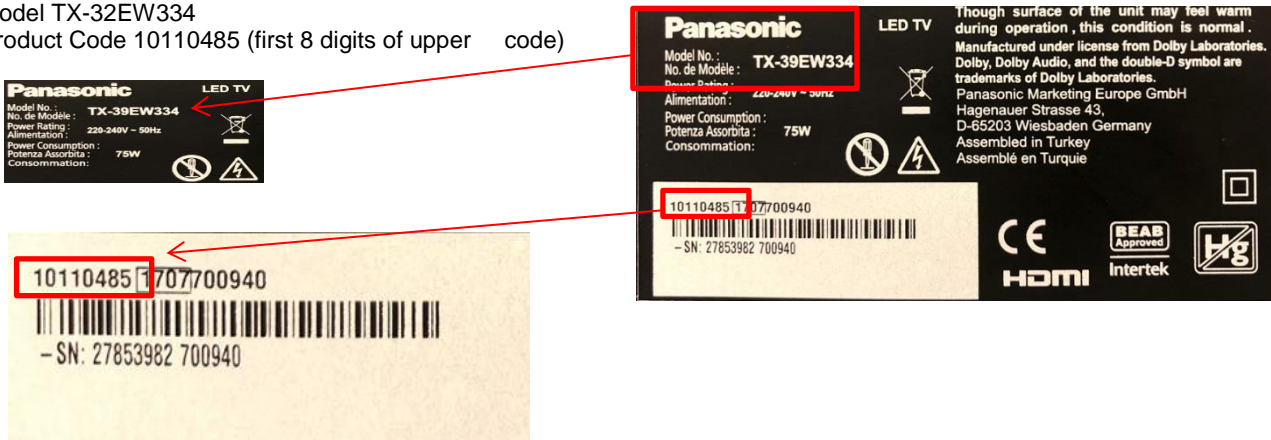 odel TX-32EW334
roduct Code 10110485 (first 8 digits of upper code)
Panasonic LED TV
Model No. :
No. de Modèle : TX-39EW334
Power Rating :
Alimentation : 220-240V ~ 50Hz
Power Consumption :
Potenza Assorbita : 75W
Consommation:
10110485 1707700940
– SN: 27853982 700940
Panasonic LED TV
Model No. :
No. de Modèle : TX-39EW334
Power Rating :
Alimentation : 220-240V ~ 50Hz
Power Consumption :
Potenza Assorbita : 75W
Consommation:
Though surface of the unit may feel warm
during operation , this condition is normal .
Manufactured under license from Dolby Laboratories.
Dolby, Dolby Audio, and the double-D symbol are
trademarks of Dolby Laboratories.
Panasonic Marketing Europe GmbH
Hagenauer Strasse 43,
D-65203 Wiesbaden Germany
Assembled in Turkey
Assemblé en Turquie
10110485 1707700940
– SN: 27853982 700940
CE
HDMI
BEAB
Approved
Intertek
Hg